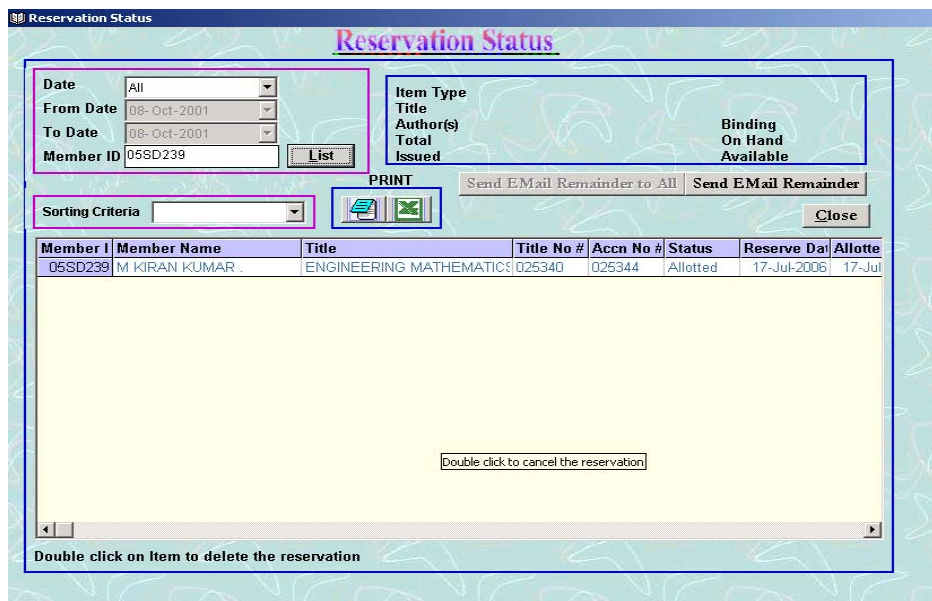 Reservation Status
Reservation Status
Date All
From Date 08-Oct-2001
To Date 08-Oct-2001
Member ID 05SD239 List
Item Type
Title
Author(s) Binding
Total On Hand
Issued Available
PRINT
Send EMail Remainder to All Send EMail Remainder
Sorting Criteria
Close
Member I Member Name Title Title No # Accn No # Status Reserve Dat Allotte
05SD239 M KIRAN KUMAR . ENGINEERING MATHEMATICS 025340 025344 Allotted 17-Jul-2006 17-Jul
Double click to cancel the reservation
Double click on Item to delete the reservation